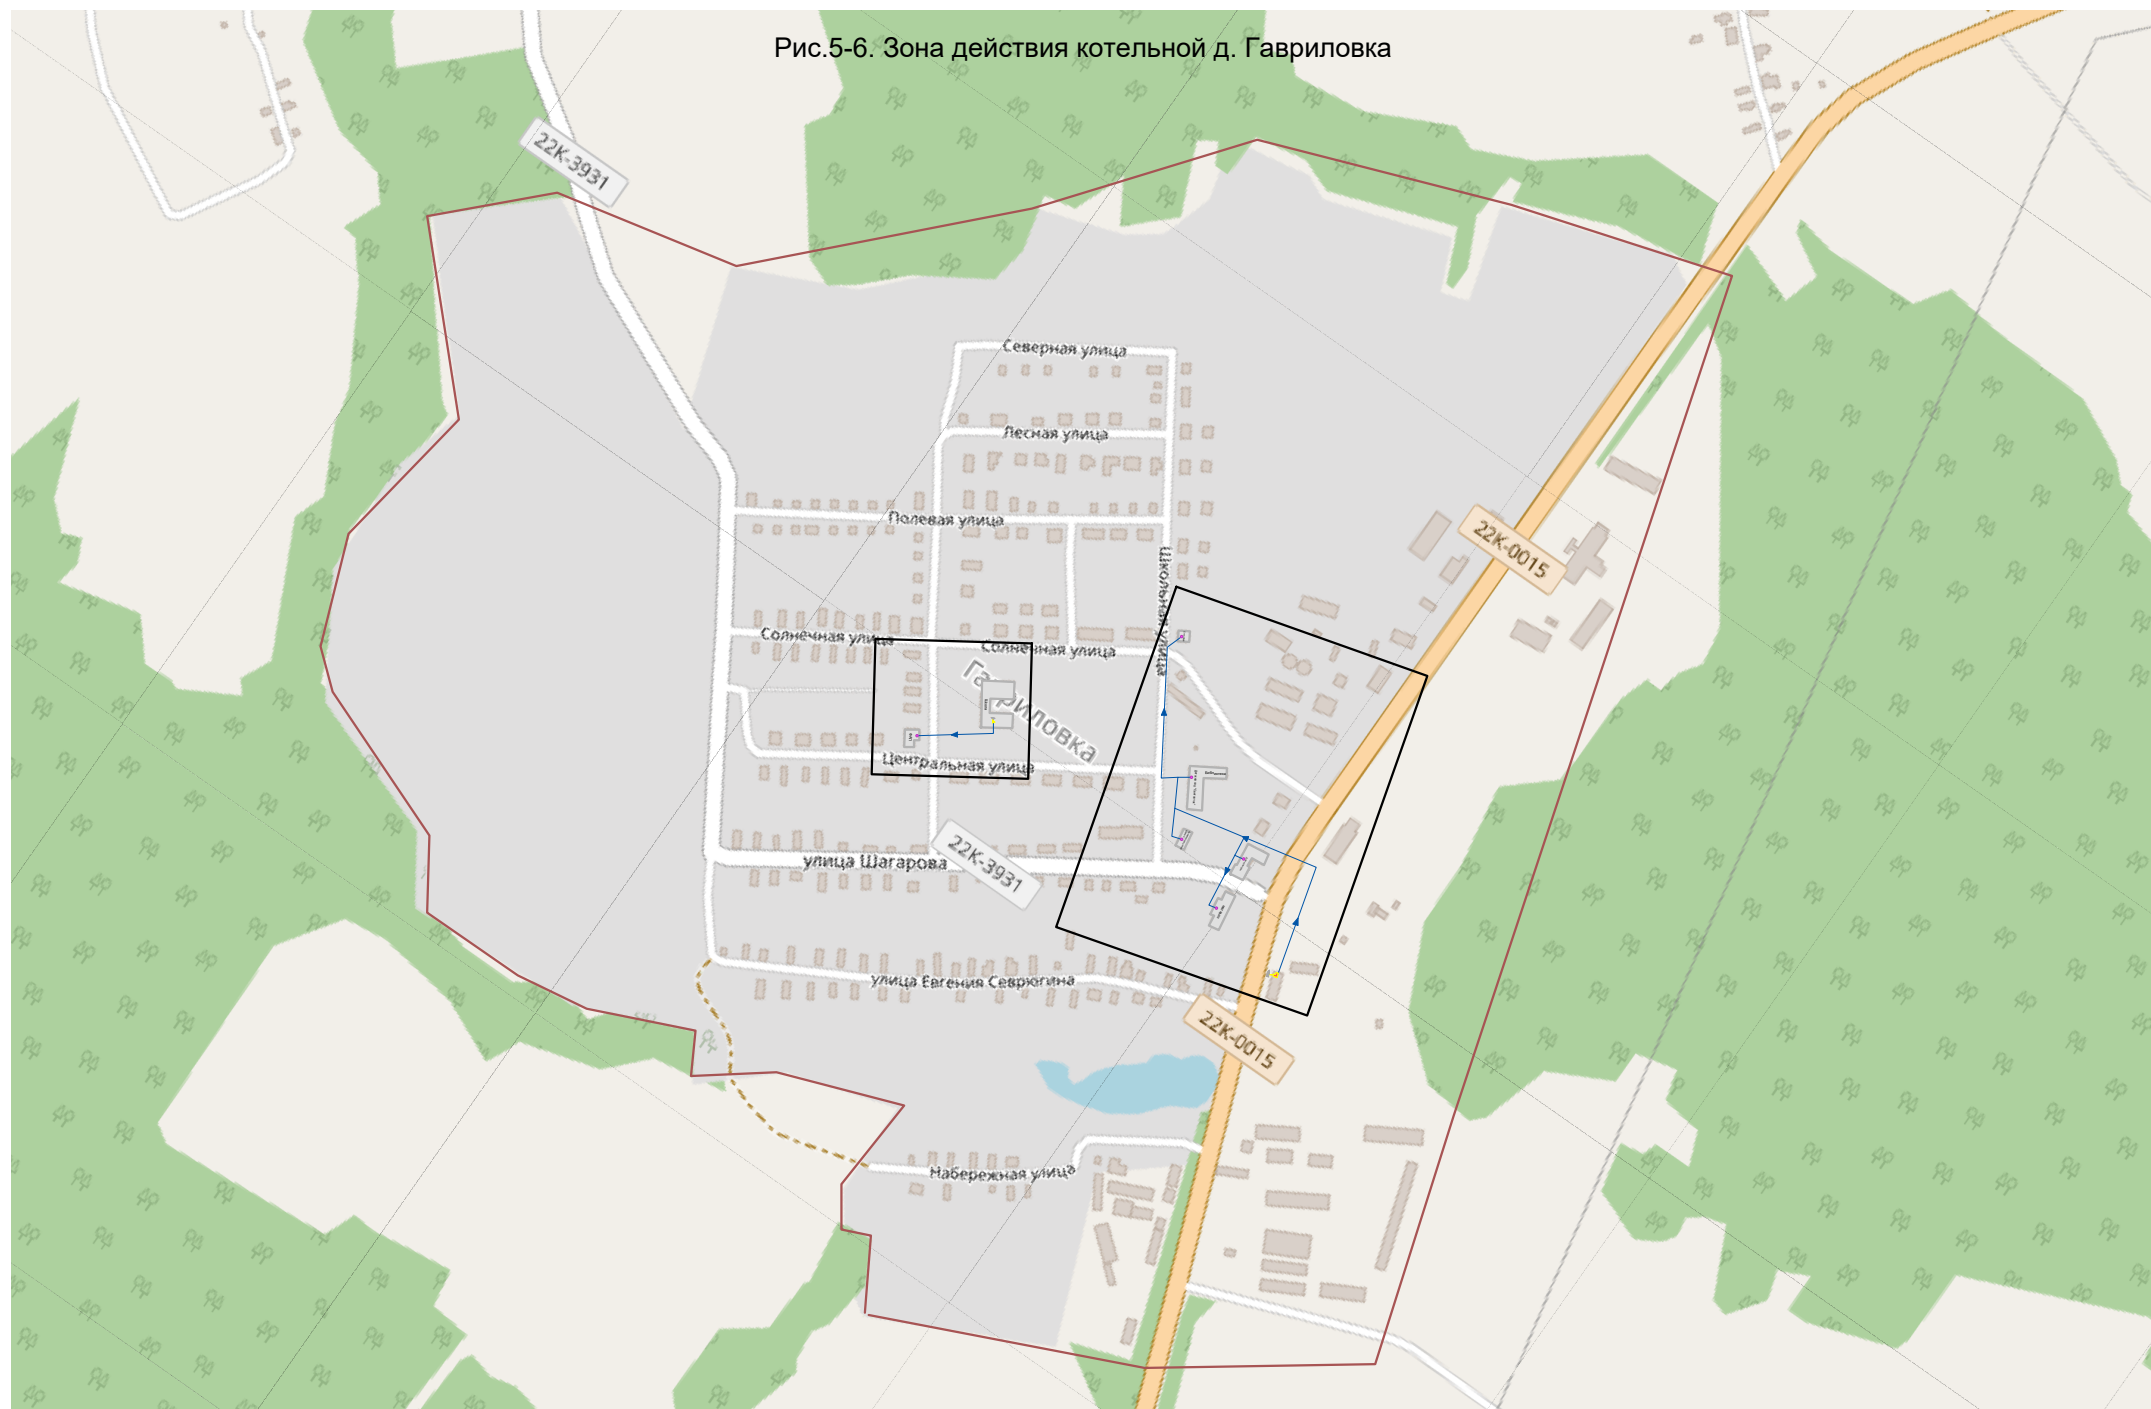 Рис.5-6. Зона действия котельной д. Гавриловка
22К-3931
Северная улица
Лесная улица
Полевая улица
22К-0015
Школьная улица
Солнечная улица
Солнечная улица
Гавриловка
Центральная улица
улица Шагарова
22К-3931
улица Евгения Севрюгина
22К-0015
Набережная улица